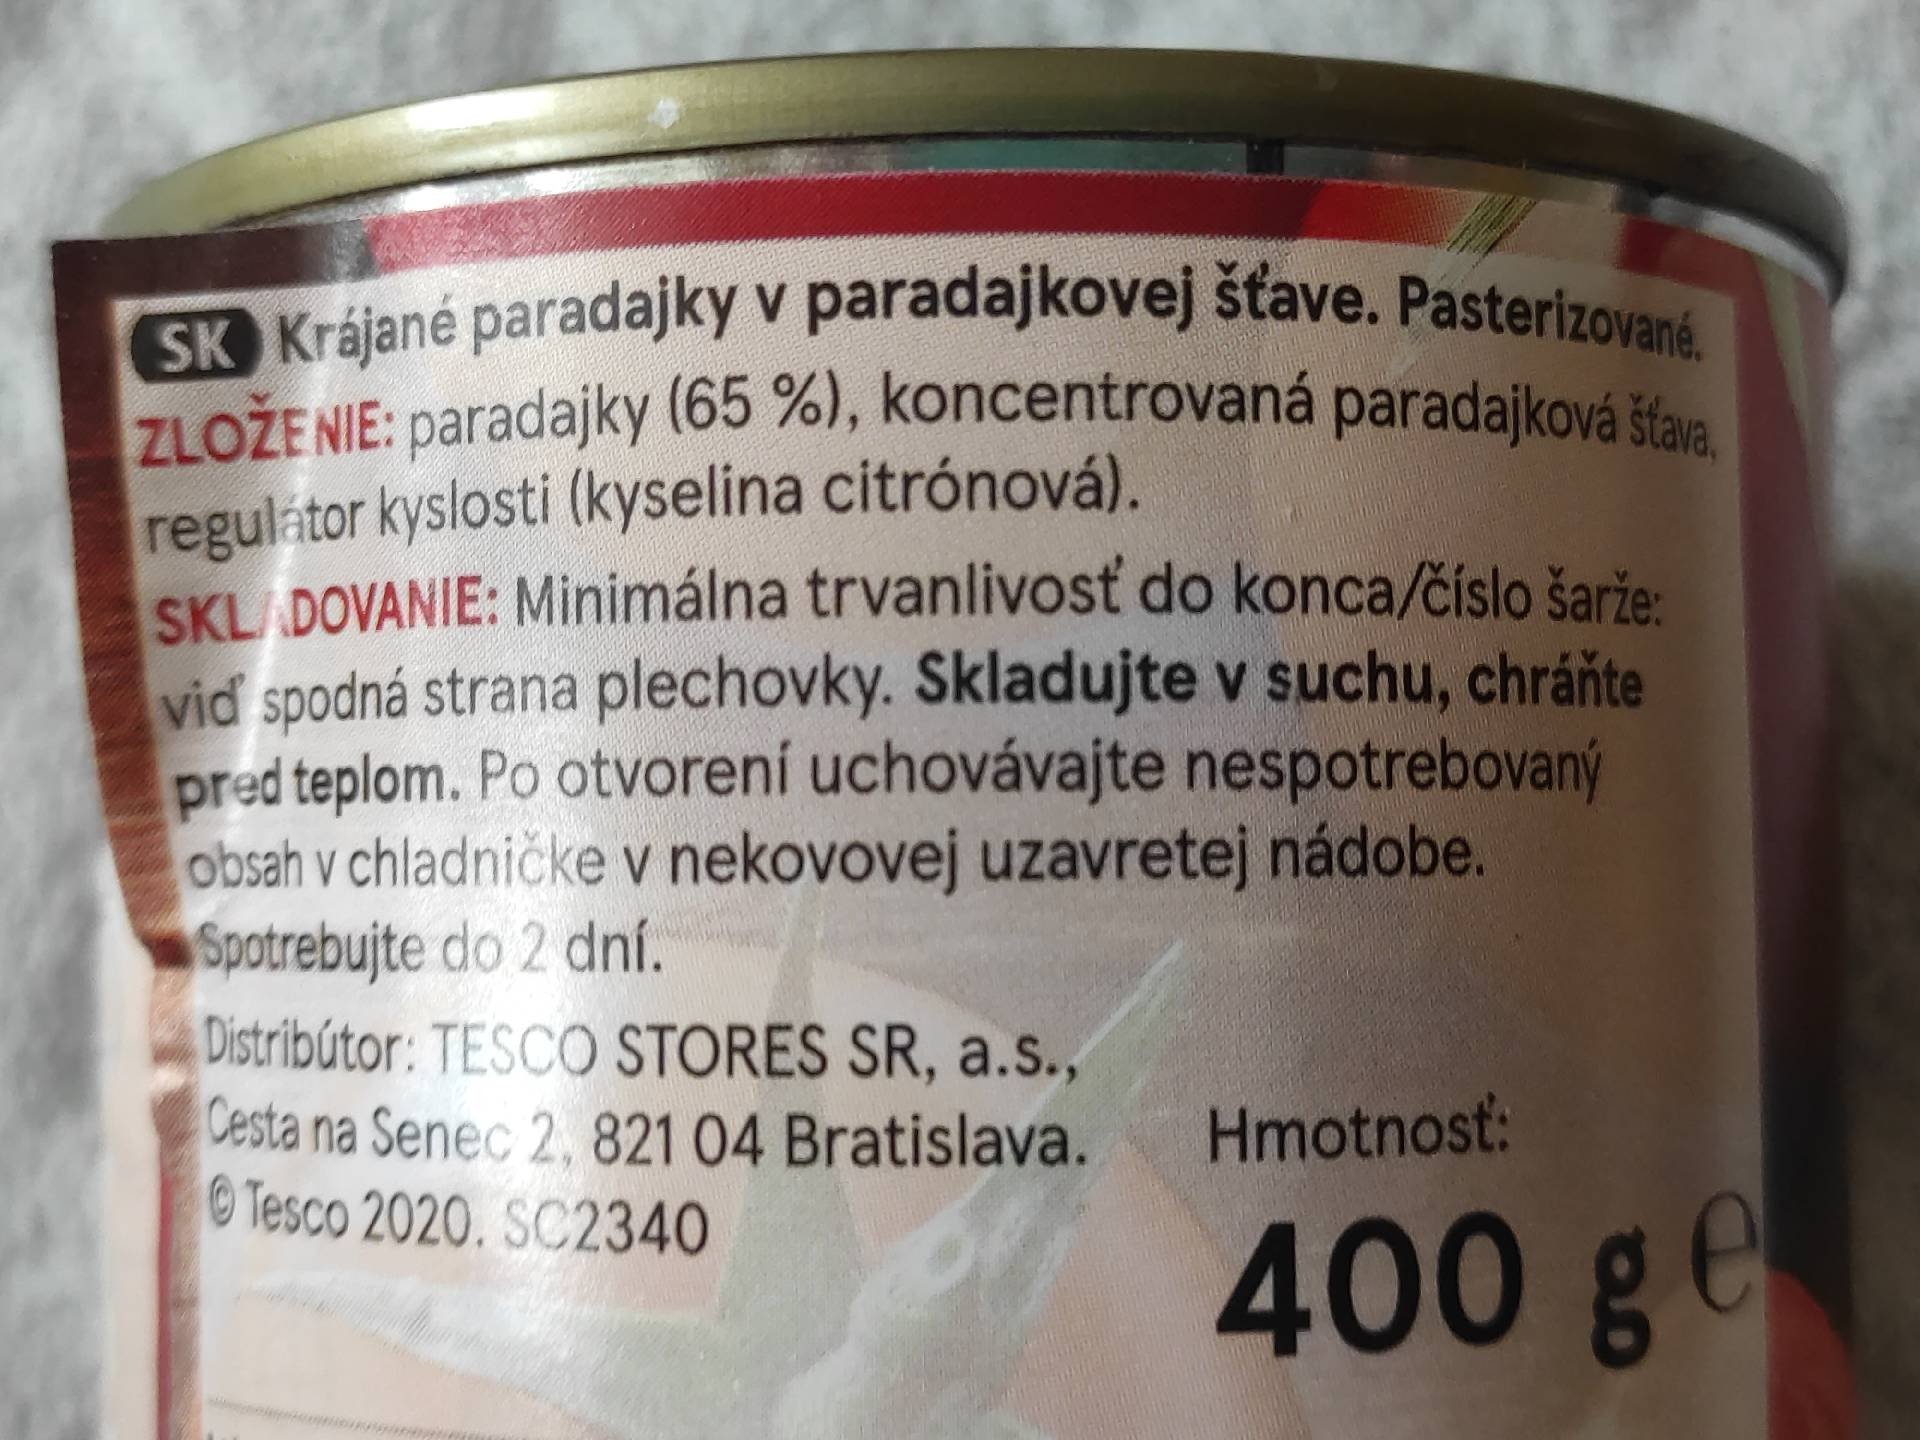 SK Krájané paradajky v paradajkovej šťave. Pasterizované.
ZLOŽENIE: paradajky (65 %), koncentrovaná paradajková šťava,
regulátor kyslosti (kyselina citrónová).
SKLADOVANIE: Minimálna trvanlivosť do konca/číslo šarže:
viď spodná strana plechovky. Skladujte v suchu, chráňte
pred teplom. Po otvorení uchovávajte nespotrebovaný
obsah v chladničke v nekovovej uzavretej nádobe.
Spotrebujte do 2 dní.
Distribútor: TESCO STORES SR, a.s.,
Cesta na Senec 2, 821 04 Bratislava.
© Tesco 2020. SC2340
Hmotnosť:
400 g e